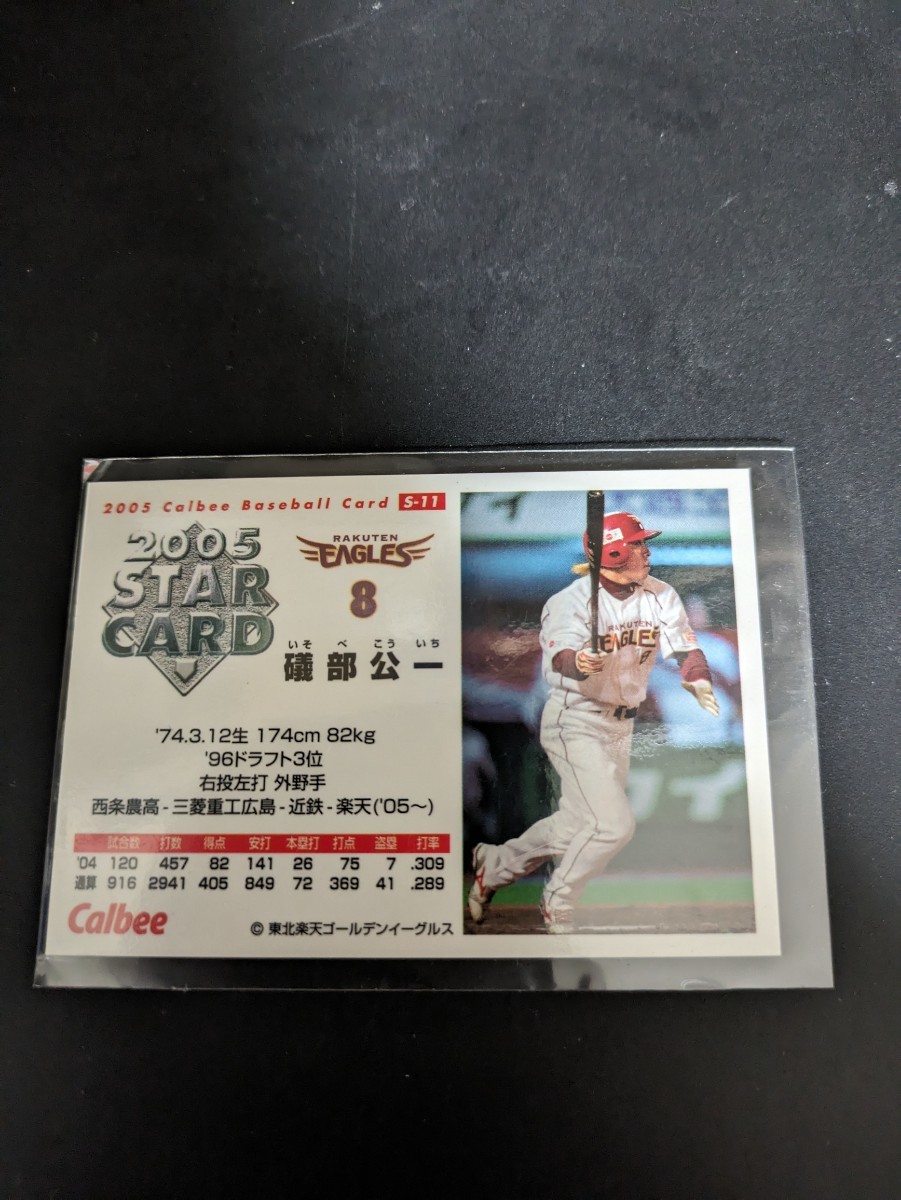 2005 Calbee Baseball Card S-11
2005
STAR
CARD
RAKUTEN
EAGLES
8
いそ べ こう いち
礒部公一
'74.3.12生 174cm 82kg
'96ドラフト3位
右投左打 外野手
西条農高-三菱重工広島-近鉄-楽天('05〜)
試合数 打数 得点 安打 本塁打 打点 盗塁 打率
'04 120 457 82 141 26 75 7 .309
通算 916 2941 405 849 72 369 41 .289
Calbee
© 東北楽天ゴールデンイーグルス
RAKUTEN
EAGLES
8
イ